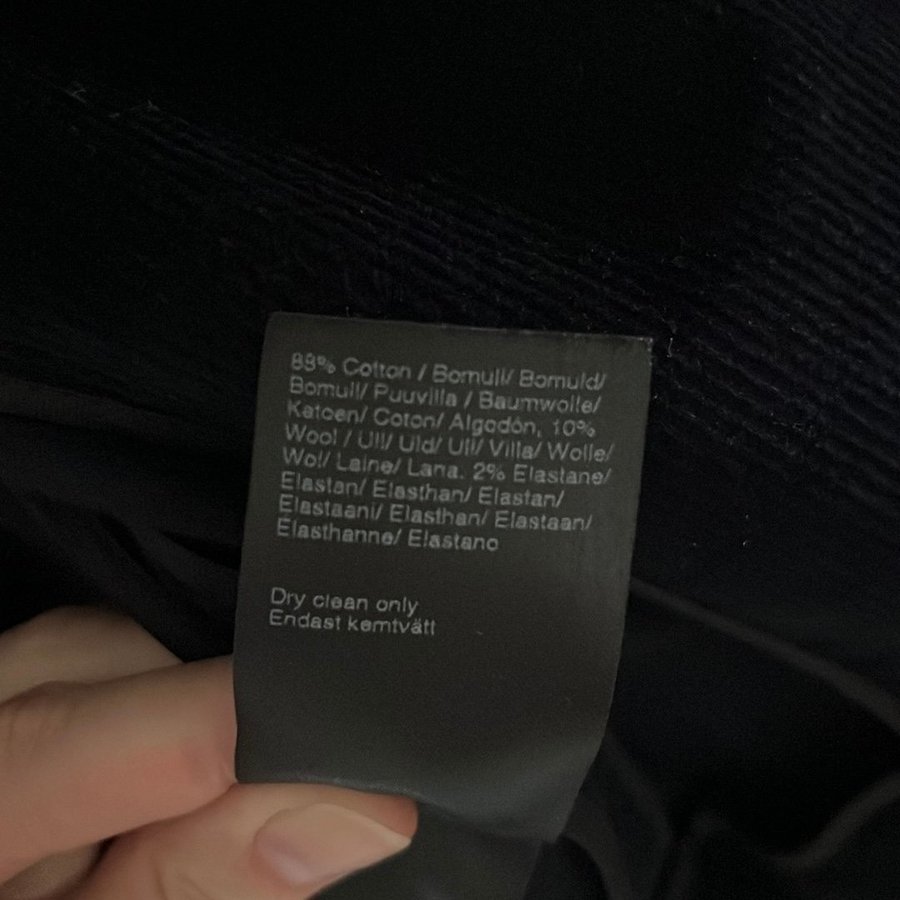 88% Cotton / Bomull/ Bomuld/
Bomull/ Puuvilla / Baumwolle/
Katoen/ Coton/ Algodón, 10%
Wool / Ull/ Uld/ Ull/ Villa/ Wolle/
Wol/ Laine/ Lana. 2% Elastane/
Elastan/ Elasthan/ Elastan/
Elastaani/ Elasthan/ Elastaan/
Élasthanne/ Elastano
Dry clean only
Endast kemtvätt